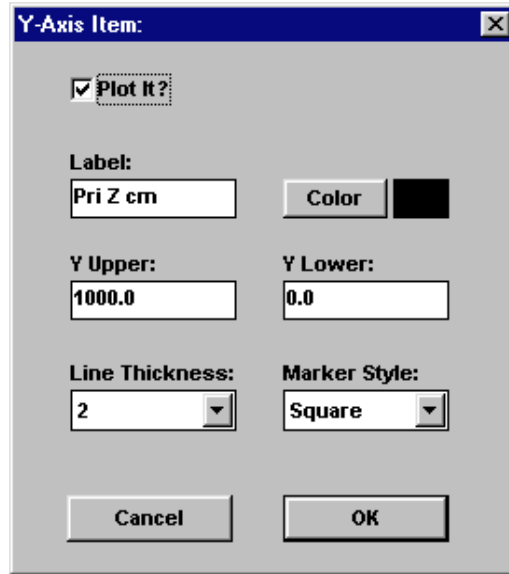 Y-Axis Item:
Plot It?
Label:
Pri Z cm
Color
Y Upper:
Y Lower:
1000.0
0.0
Line Thickness:
Marker Style:
2
Square
Cancel
OK